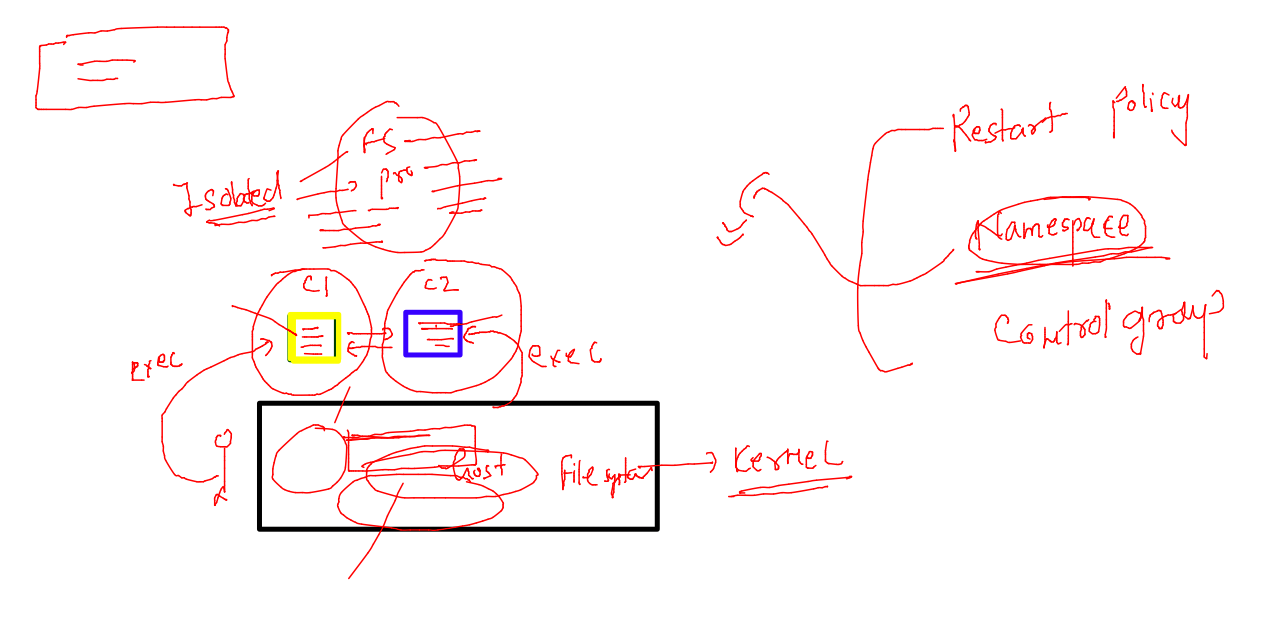 FS
pro
Isolated
C1
C2
exec
exec
host
File system
Kernel
Restart Policy
Namespace
Control group